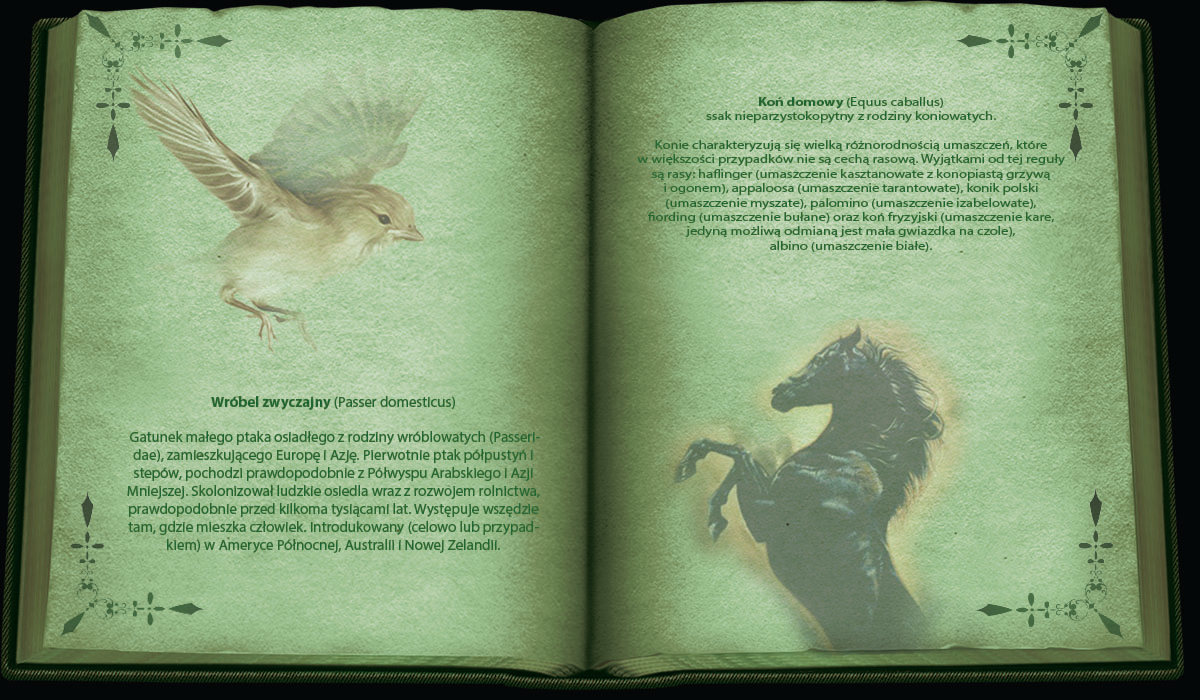 Wróbel zwyczajny (Passer domesticus)
Gatunek małego ptaka osiadłego z rodziny wróblowatych (Passeri-
dae), zamieszkującego Europę i Azję. Pierwotnie ptak półpustyń i
stepów, pochodzi prawdopodobnie z Półwyspu Arabskiego i Azji
Mniejszej. Skolonizował ludzkie osiedla wraz z rozwojem rolnictwa,
prawdopodobnie przed kilkoma tysiącami lat. Występuje wszędzie
tam, gdzie mieszka człowiek. Introdukowany (celowo lub przypad-
kiem) w Ameryce Północnej, Australii i Nowej Zelandii.
Koń domowy (Equus caballus)
ssak nieparzystokopytny z rodziny koniowatych.
Konie charakteryzują się wielką różnorodnością umaszczeń, które
w większości przypadków nie są cechą rasową. Wyjątkami od tej reguły
są rasy: haflinger (umaszczenie kasztanowate z konopiastą grzywą
i ogonem), appaloosa (umaszczenie tarantowate), konik polski
(umaszczenie myszate), palomino (umaszczenie izabelowate),
fiording (umaszczenie bułane) oraz koń fryzyjski (umaszczenie kare,
jedyną możliwą odmianą jest mała gwiazdka na czole),
albino (umaszczenie białe).